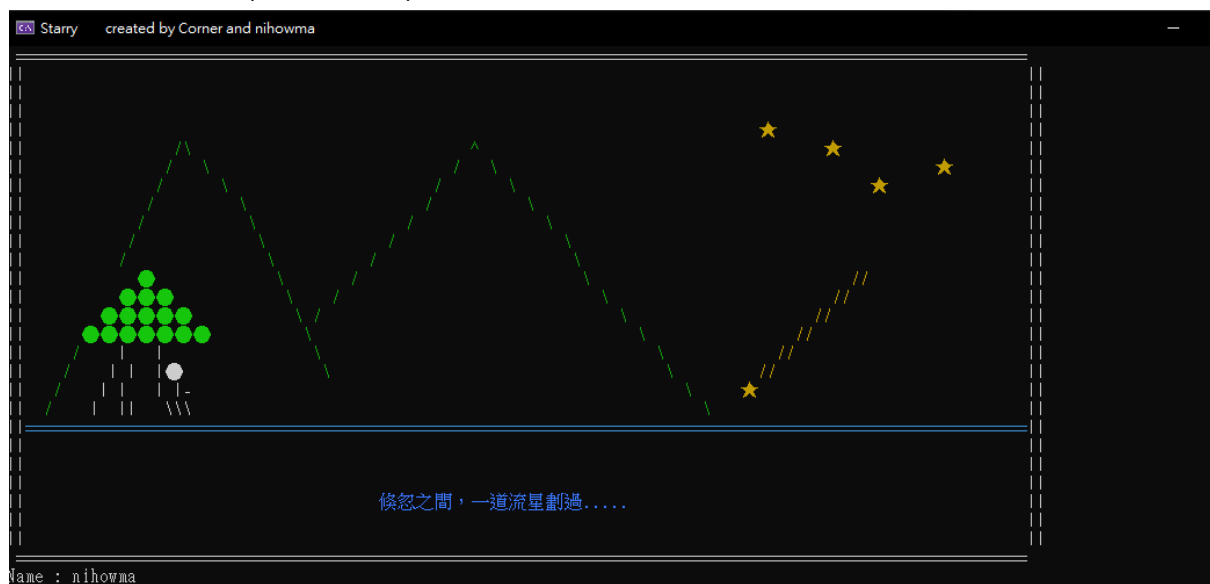 Starry created by Corner and nihowma
倏忽之間，一道流星劃過.....
Name : nihowma